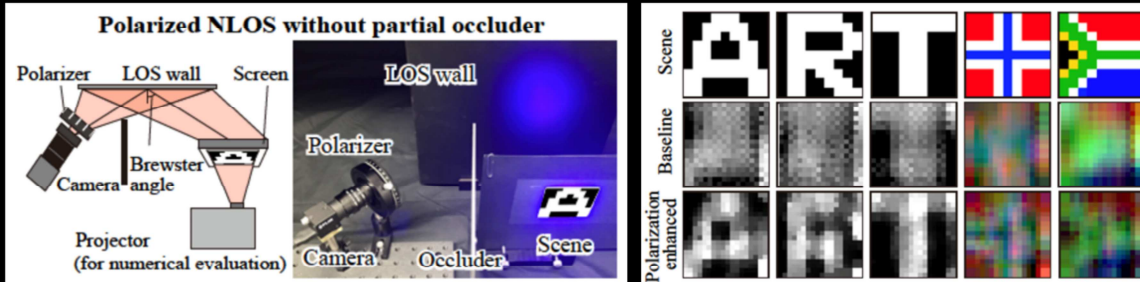 Polarized NLOS without partial occluder
Polarizer
LOS wall
Screen
Brewster
angle
Camera
Projector
(for numerical evaluation)
LOS wall
Polarizer
Camera
Occluder
Scene
Scene
A R T
Baseline
Polarization
enhanced